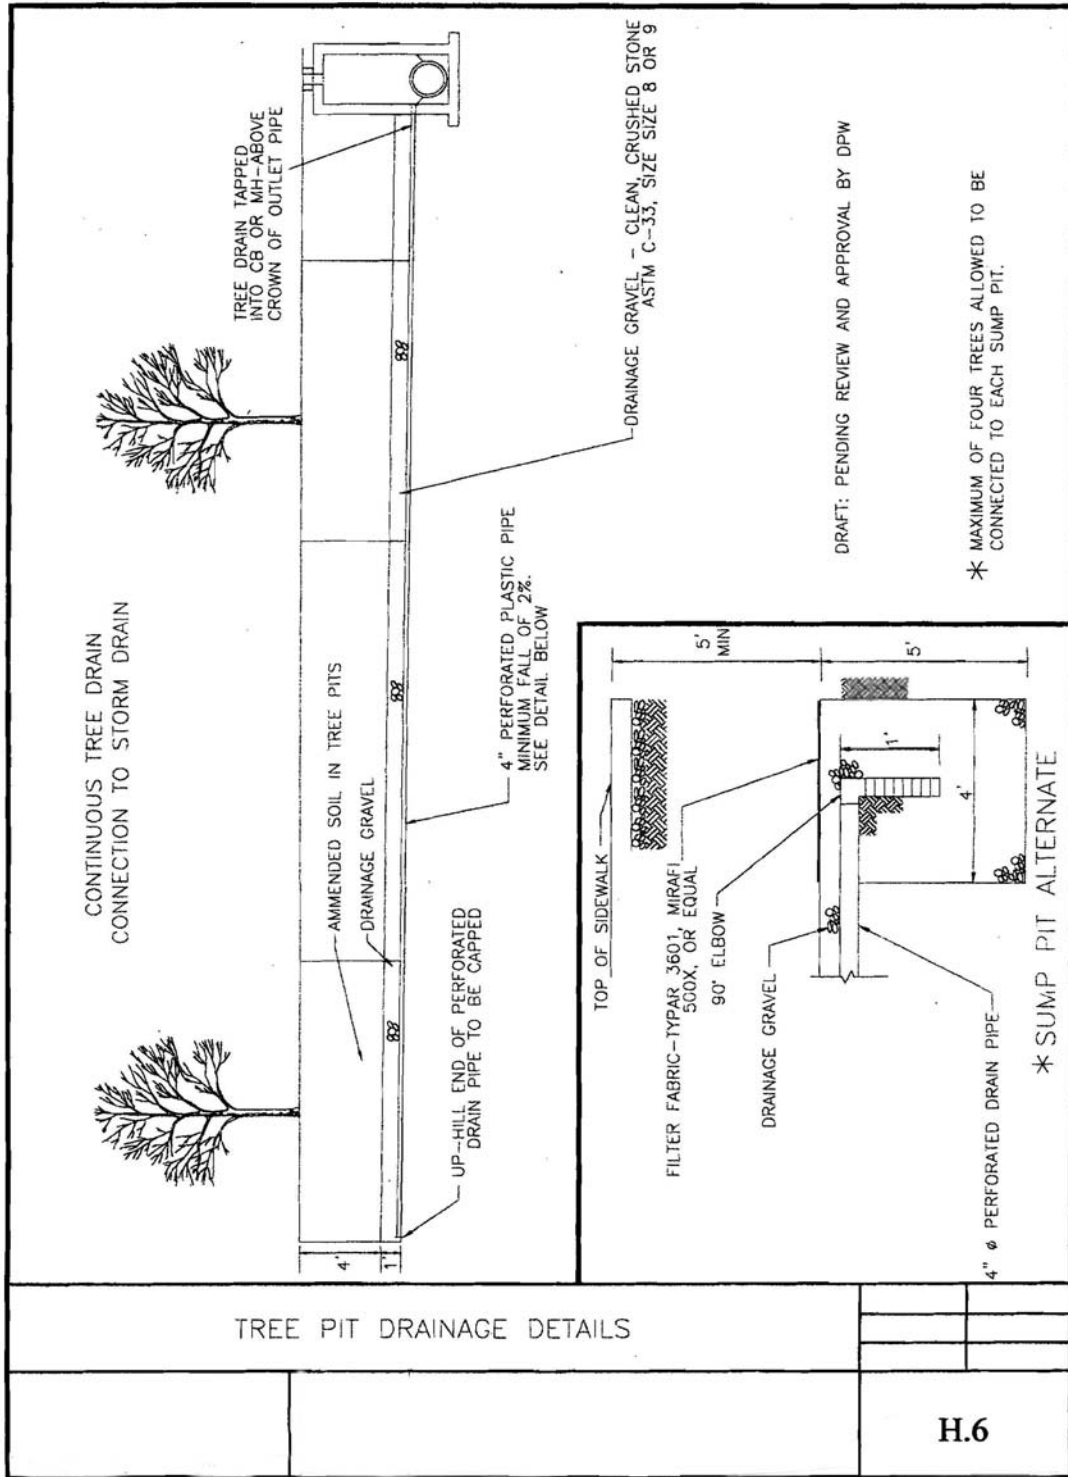 CONTINUOUS TREE DRAIN
CONNECTION TO STORM DRAIN
TREE DRAIN TAPPED
INTO CB OR MH-ABOVE
CROWN OF OUTLET PIPE
4'
1'
AMMENDED SOIL IN TREE PITS
DRAINAGE GRAVEL
UP-HILL END OF PERFORATED
DRAIN PIPE TO BE CAPPED
4" PERFORATED PLASTIC PIPE
MINIMUM FALL OF 2%.
SEE DETAIL BELOW
DRAINAGE GRAVEL - CLEAN, CRUSHED STONE
ASTM C-33, SIZE SIZE 8 OR 9
TOP OF SIDEWALK
5'
MIN
FILTER FABRIC-TYPAR 3601, MIRAFI
500X, OR EQUAL
90° ELBOW
DRAINAGE GRAVEL
1'
4'
5'
4" ø PERFORATED DRAIN PIPE
* SUMP PIT ALTERNATE
DRAFT: PENDING REVIEW AND APPROVAL BY DPW
* MAXIMUM OF FOUR TREES ALLOWED TO BE
CONNECTED TO EACH SUMP PIT.
TREE PIT DRAINAGE DETAILS
H.6